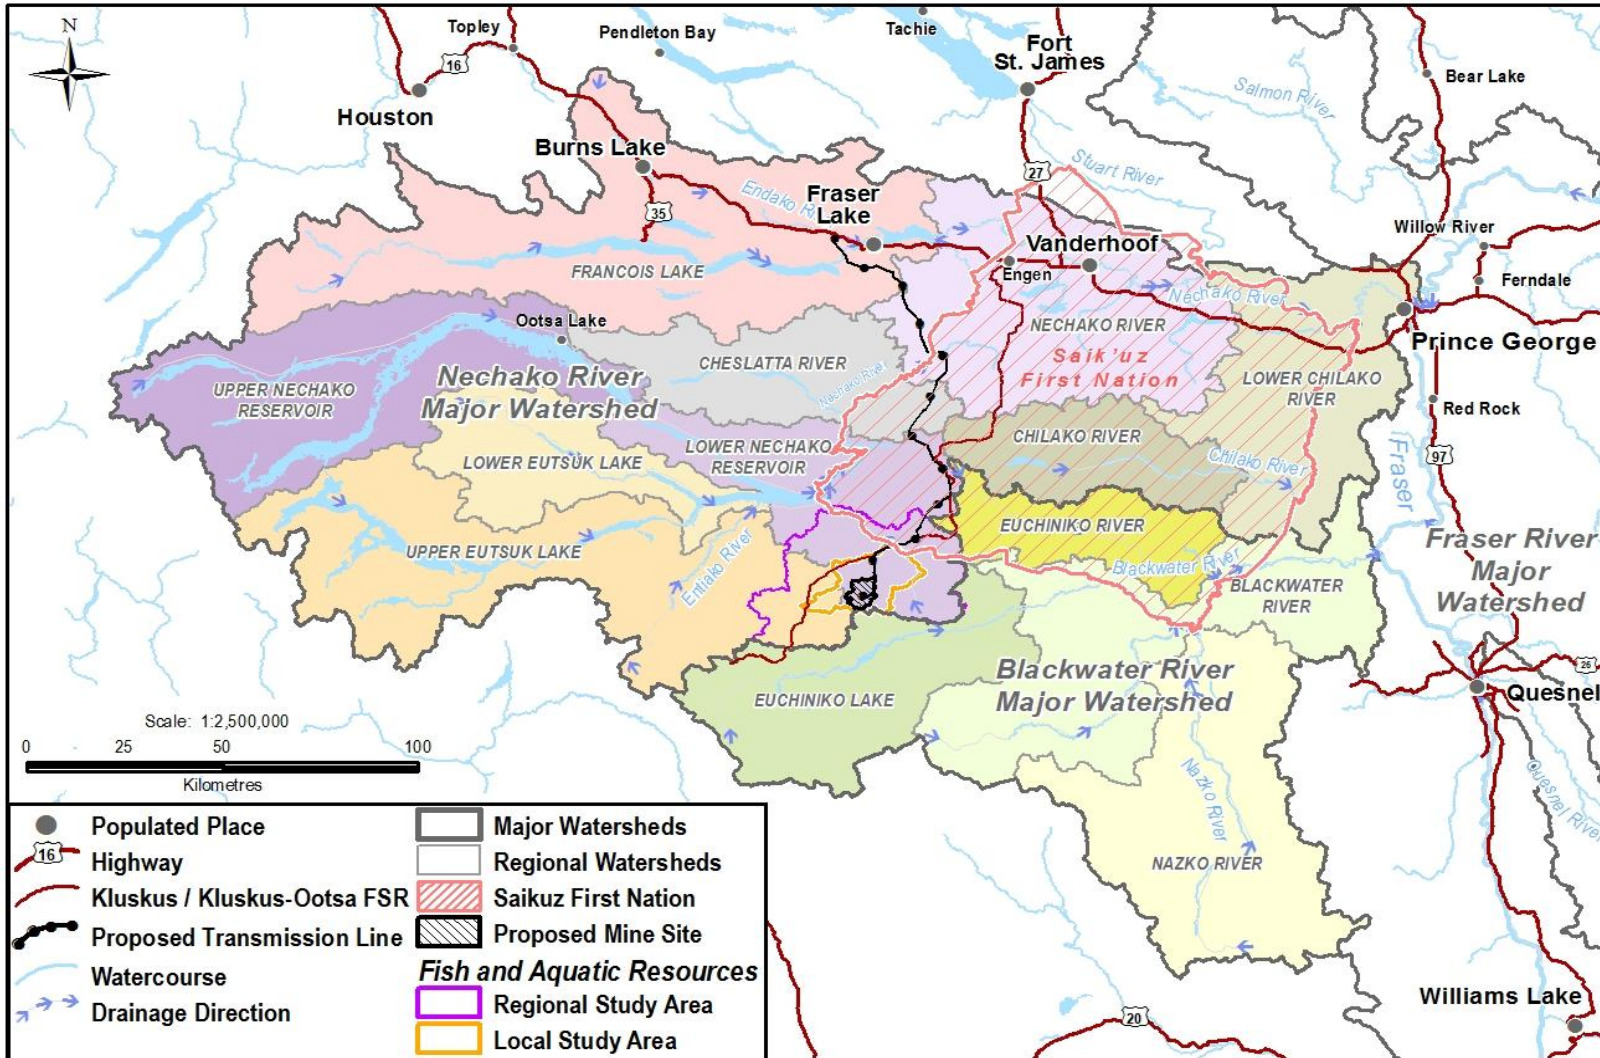 N
Topley
Pendleton Bay
Tachie
Fort
St. James
Bear Lake
16
Houston
Salmon River
Burns Lake
27
Stuart River
Endako Ri
Fraser
Lake
35
Willow River
Vanderhoof
Engen
Ferndale
FRANCOIS LAKE
Nechako River
Ootsa Lake
NECHAKO RIVER
Prince George
Saik'uz
First Nation
CHESLATTA RIVER
UPPER NECHAKO
RESERVOIR
Nechako River
Major Watershed
Nechako River
LOWER CHILAKO
RIVER
Red Rock
CHILAKO RIVER
LOWER NECHAKO
RESERVOIR
LOWER EUTSUK LAKE
Chilako River
97
Fraser
EUCHINIKO RIVER
UPPER EUTSUK LAKE
Entiako River
Blackwater River
BLACKWATER
RIVER
Fraser River
Major
Watershed
Blackwater River
Major Watershed
26
EUCHINIKO LAKE
Quesnel
Scale: 1:2,500,000
0 25 50 100
Kilometres
Nazko River
Quesnel River
NAZKO RIVER
Populated Place
16
Highway
Kluskus / Kluskus-Ootsa FSR
Proposed Transmission Line
Watercourse
Drainage Direction
Major Watersheds
Regional Watersheds
Saikuz First Nation
Proposed Mine Site
Fish and Aquatic Resources
Regional Study Area
Local Study Area
Williams Lake
20